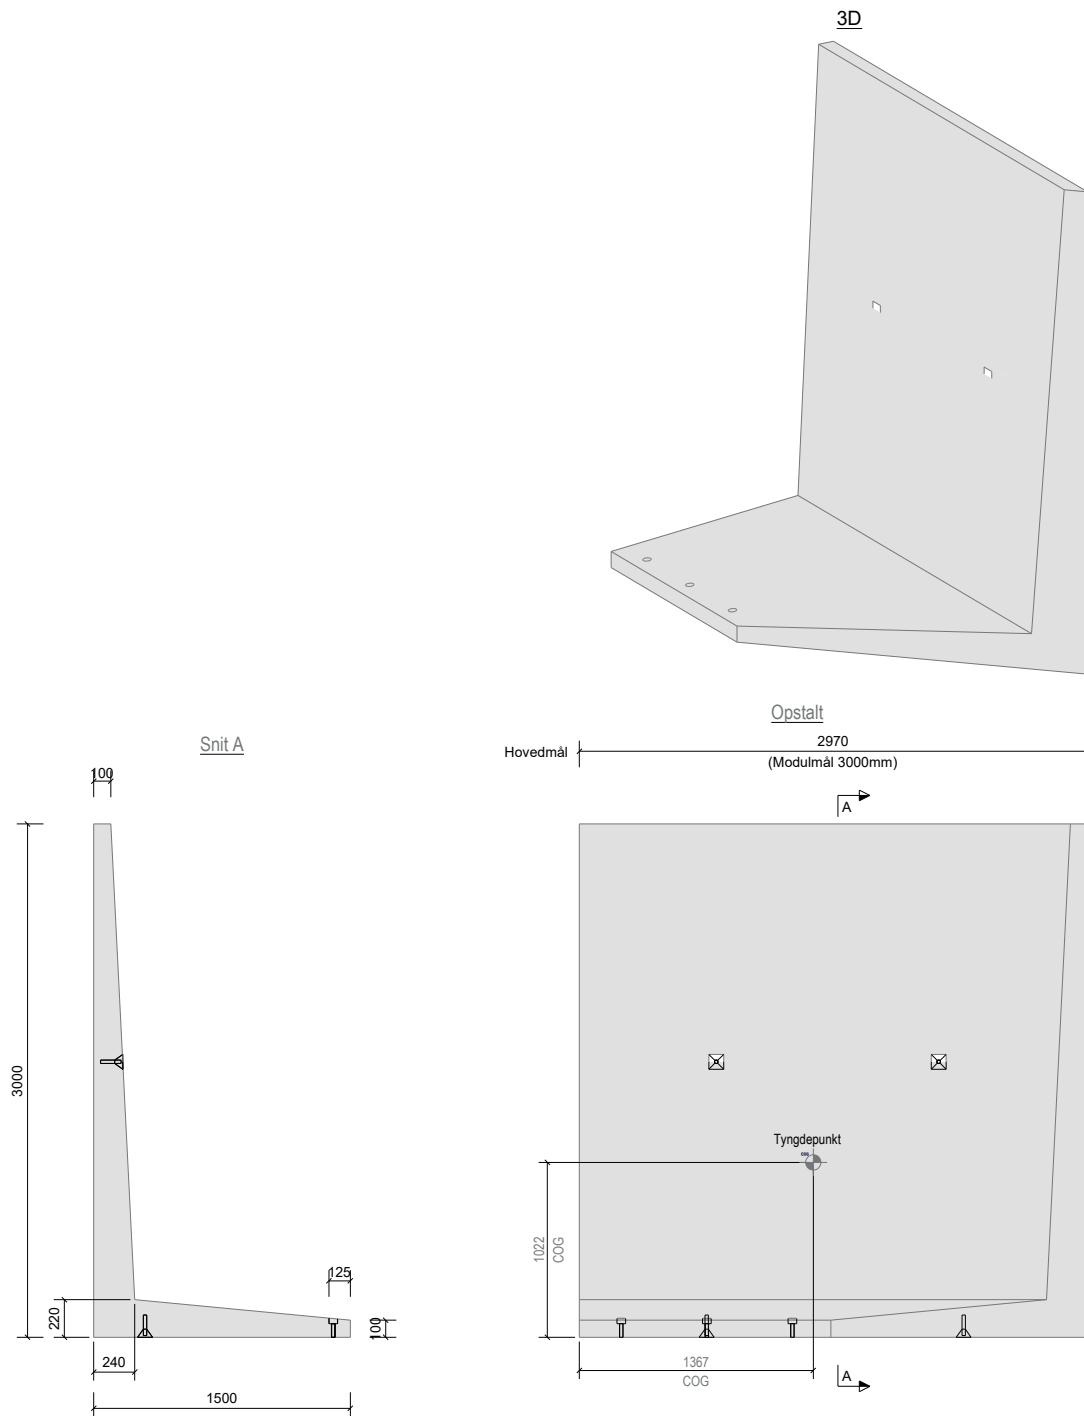 3D
Opstalt
Snit A
Hovedmål
2970
(Modulmål 3000mm)
100
A
3000
Tyngdepunkt
COG
1022
COG
125
220
100
240
1367
COG
A
1500